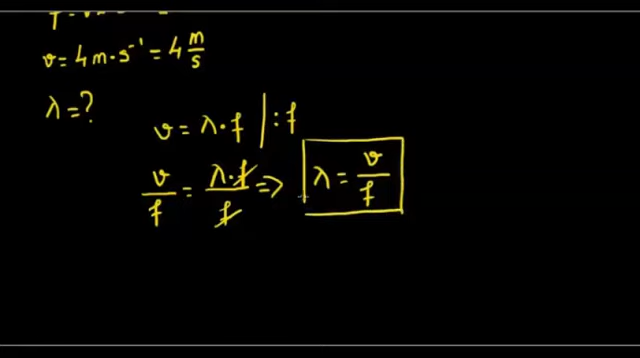 v = 4 m · s⁻¹ = 4 m/s
λ = ?
v = λ · f | : f
v/f = λ · f/f ⇒ λ = v/f